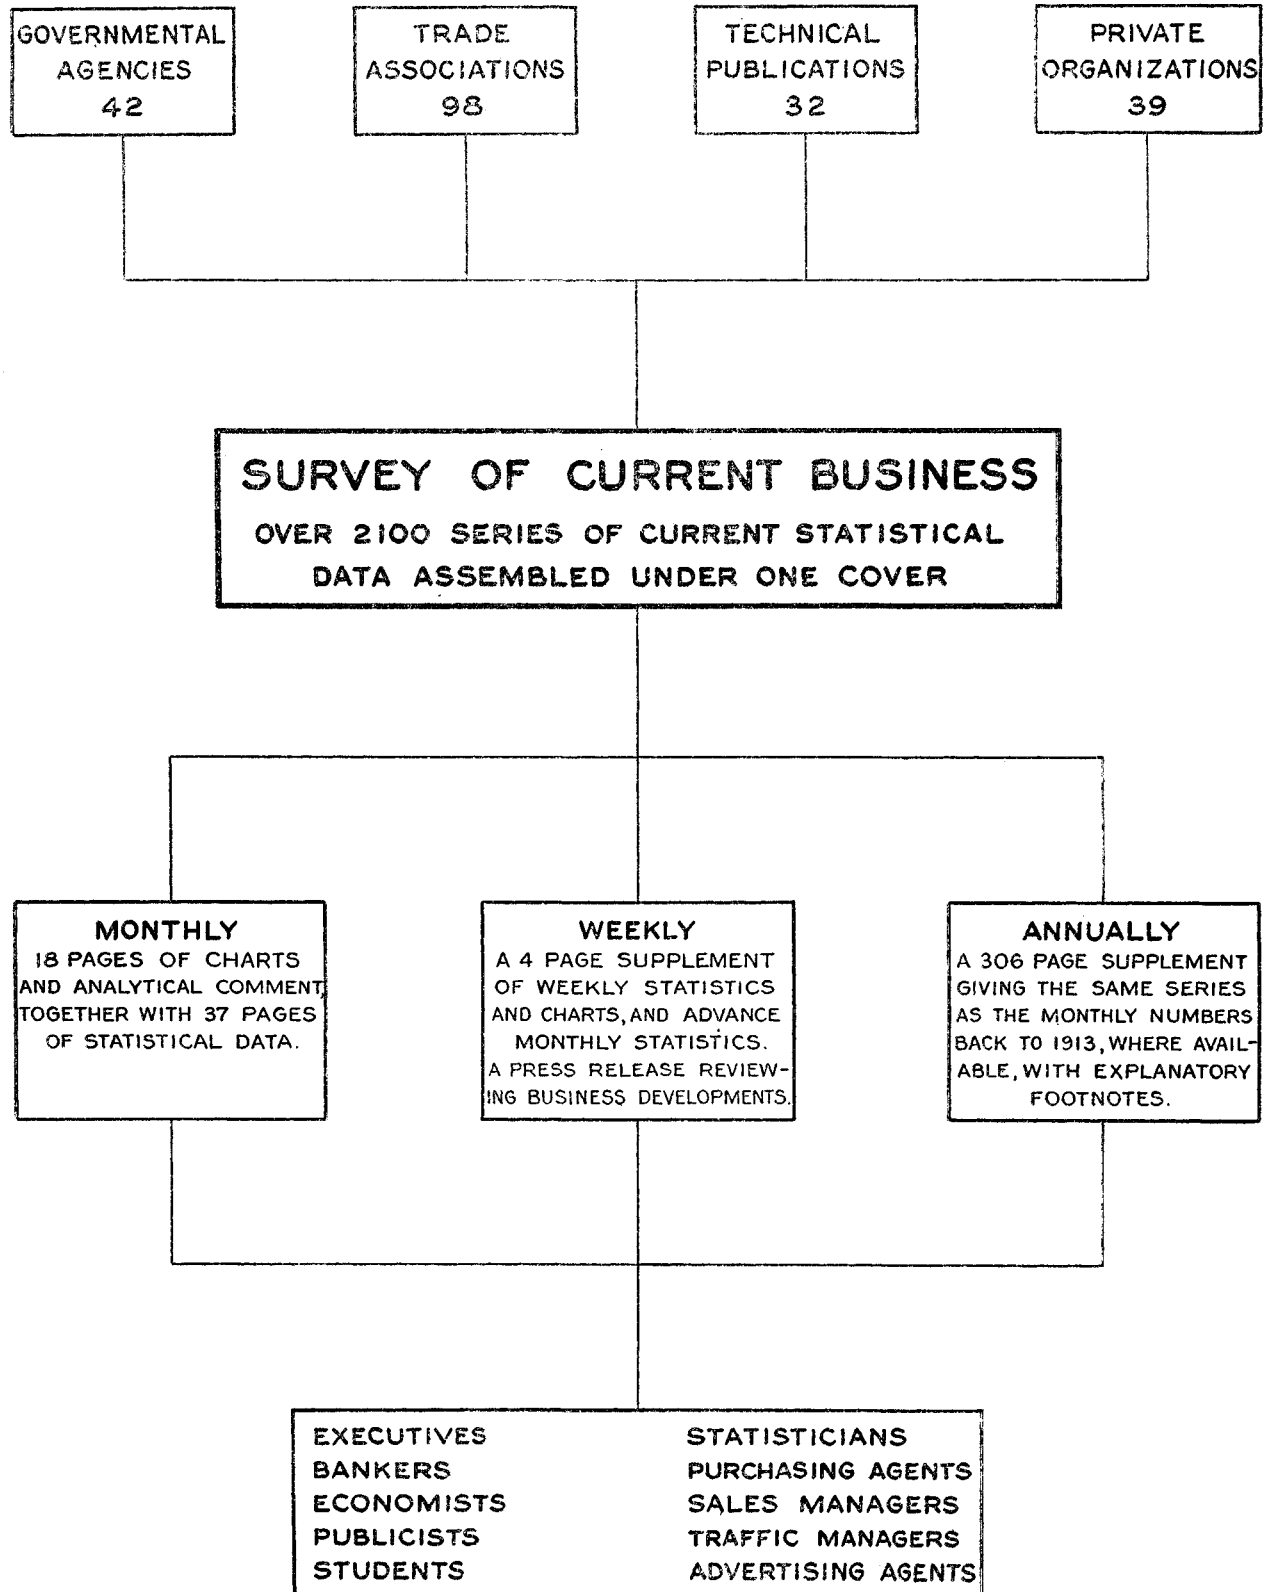 GOVERNMENTAL
AGENCIES
42
TRADE
ASSOCIATIONS
98
TECHNICAL
PUBLICATIONS
32
PRIVATE
ORGANIZATIONS
39
SURVEY OF CURRENT BUSINESS
OVER 2100 SERIES OF CURRENT STATISTICAL
DATA ASSEMBLED UNDER ONE COVER
MONTHLY
18 PAGES OF CHARTS
AND ANALYTICAL COMMENT,
TOGETHER WITH 37 PAGES
OF STATISTICAL DATA.
WEEKLY
A 4 PAGE SUPPLEMENT
OF WEEKLY STATISTICS
AND CHARTS, AND ADVANCE
MONTHLY STATISTICS.
A PRESS RELEASE REVIEW-
ING BUSINESS DEVELOPMENTS.
ANNUALLY
A 306 PAGE SUPPLEMENT
GIVING THE SAME SERIES
AS THE MONTHLY NUMBERS
BACK TO 1913, WHERE AVAIL-
ABLE, WITH EXPLANATORY
FOOTNOTES.
EXECUTIVES
BANKERS
ECONOMISTS
PUBLICISTS
STUDENTS
STATISTICIANS
PURCHASING AGENTS
SALES MANAGERS
TRAFFIC MANAGERS
ADVERTISING AGENTS